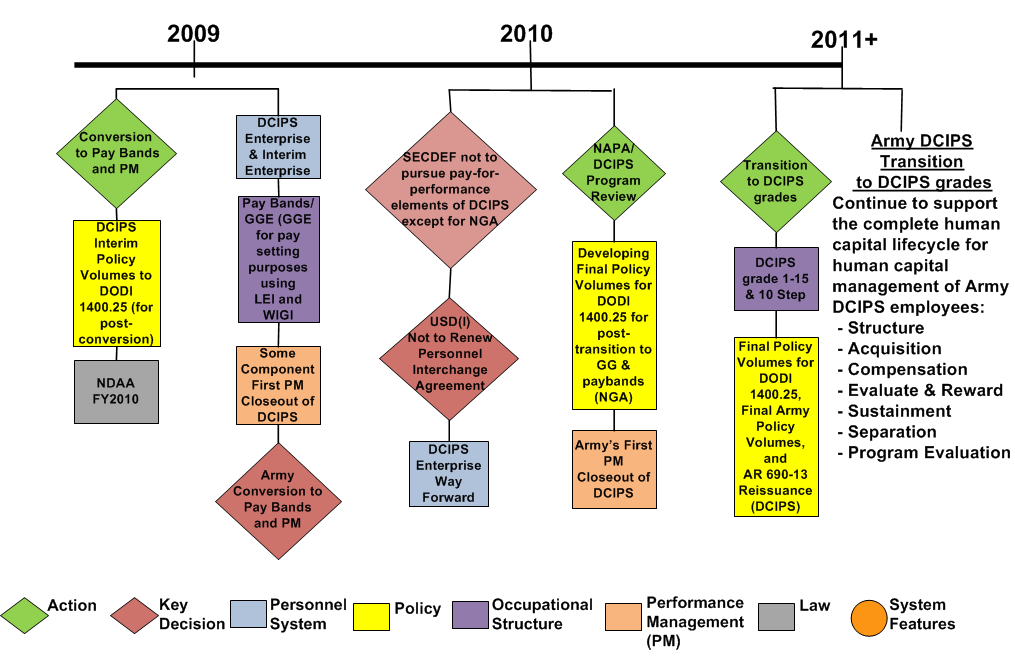 2009
2010
2011+
Conversion
to Pay Bands
and PM
DCIPS
Interim
Policy
Volumes to
DODI
1400.25 (for
post-
conversion)
NDAA
FY2010
DCIPS
Enterprise
& Interim
Enterprise
Pay Bands/
GGE (GGE
for pay
setting
purposes
using
LEI and
WIGI
Some
Component
First PM
Closeout of
DCIPS
Army
Conversion to
Pay Bands
and PM
SECDEF not to
pursue pay-for-
performance
elements of DCIPS
except for NGA
USD(I)
Not to Renew
Personnel
Interchange
Agreement
DCIPS
Enterprise
Way
Forward
NAPA/
DCIPS
Program
Review
Developing
Final Policy
Volumes for
DODI
1400.25 for
post-
transition to
GG &
paybands
(NGA)
Army's First
PM
Closeout of
DCIPS
Transition
to DCIPS
grades
DCIPS
grade 1-15
& 10 Step
Final Policy
Volumes for
DODI
1400.25,
Final Army
Policy
Volumes,
and
AR 690-13
Reissuance
(DCIPS)
Army DCIPS
Transition
to DCIPS grades
Continue to support
the complete human
capital lifecycle for
human capital
management of Army
DCIPS employees:
- Structure
- Acquisition
- Compensation
- Evaluate & Reward
- Sustainment
- Separation
- Program Evaluation
Action
Key
Decision
Personnel
System
Policy
Occupational
Structure
Performance
Management
(PM)
Law
System
Features